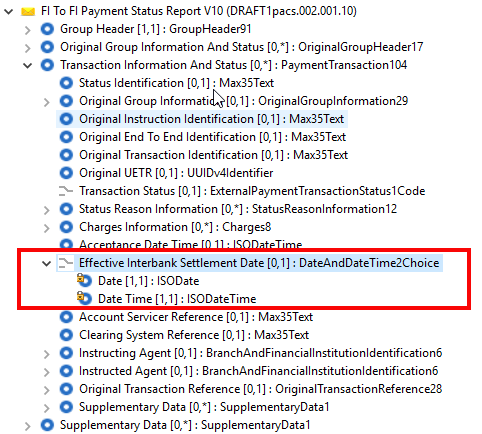 FI To FI Payment Status Report V10 (DRAFT1pacs.002.001.10)
Group Header [1,1] : GroupHeader91
Original Group Information And Status [0,*] : OriginalGroupHeader17
Transaction Information And Status [0,*] : PaymentTransaction104
Status Identification [0,1] : Max35Text
Original Group Information [0,1] : OriginalGroupInformation29
Original Instruction Identification [0,1] : Max35Text
Original End To End Identification [0,1] : Max35Text
Original Transaction Identification [0,1] : Max35Text
Original UETR [0,1] : UUIDv4Identifier
Transaction Status [0,1] : ExternalPaymentTransactionStatus1Code
Status Reason Information [0,*] : StatusReasonInformation12
Charges Information [0,*] : Charges8
Acceptance Date Time [0,1] : ISODateTime
Effective Interbank Settlement Date [0,1] : DateAndDateTime2Choice
Date [1,1] : ISODate
Date Time [1,1] : ISODateTime
Account Servicer Reference [0,1] : Max35Text
Clearing System Reference [0,1] : Max35Text
Instructing Agent [0,1] : BranchAndFinancialInstitutionIdentification6
Instructed Agent [0,1] : BranchAndFinancialInstitutionIdentification6
Original Transaction Reference [0,1] : OriginalTransactionReference28
Supplementary Data [0,*] : SupplementaryData1
Supplementary Data [0,*] : SupplementaryData1